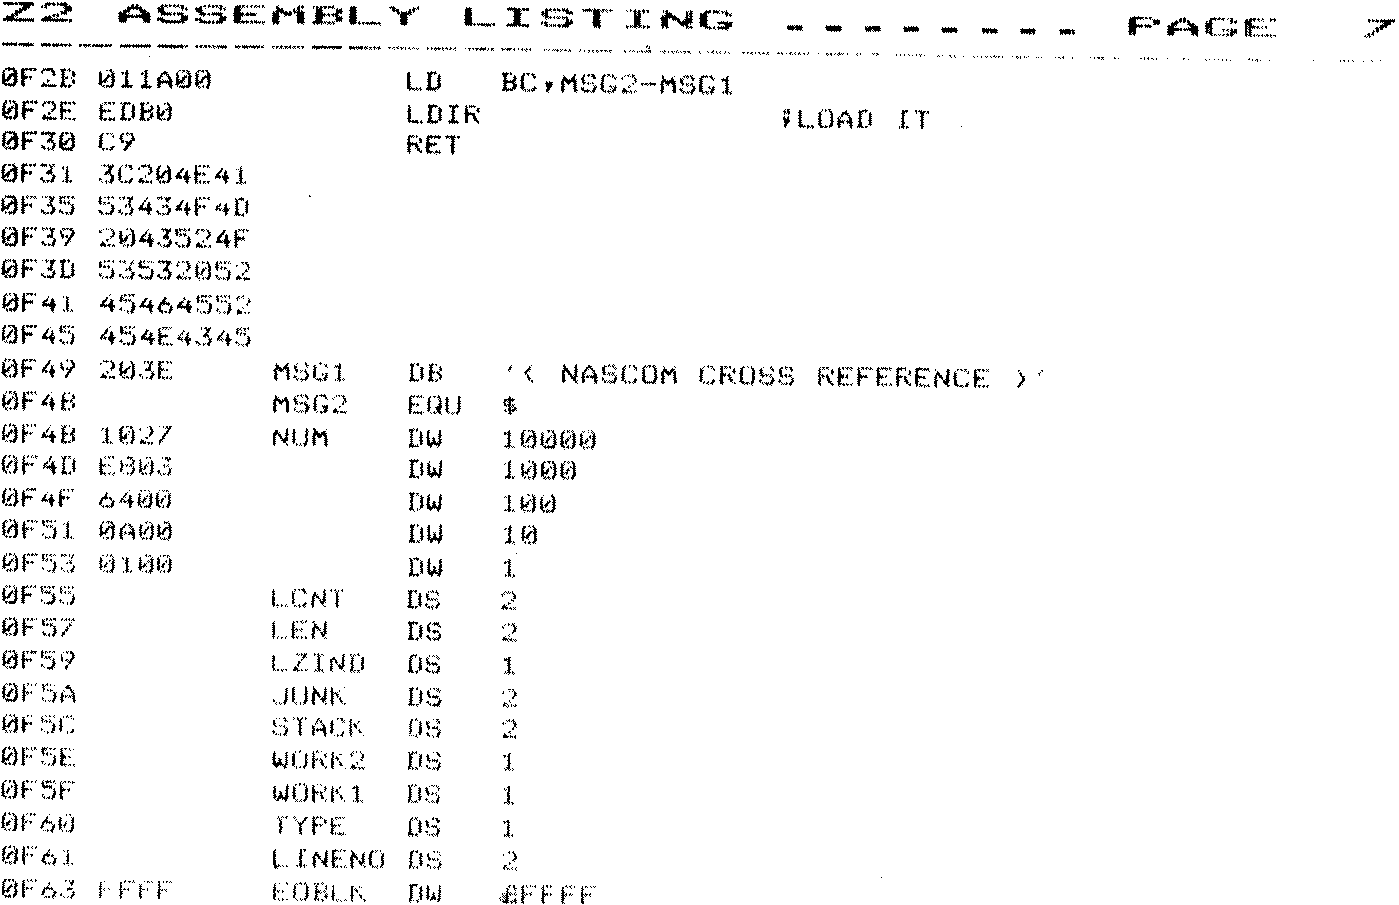 Z2 ASSEMBLY LISTING - - - - - - - - PAGE 7
0F2B 011A00 LD BC,MSG2-MSG1
0F2E EDB0 LDIR ;LOAD IT
0F30 C9 RET
0F31 3C204E41
0F35 53434F4D
0F39 2043524F
0F3D 53532052
0F41 45464552
0F45 454E4345
0F49 203E MSG1 DB '< NASCOM CROSS REFERENCE >'
0F4B MSG2 EQU $
0F4B 1027 NUM DW 10000
0F4D E803 DW 1000
0F4F 6400 DW 100
0F51 0A00 DW 10
0F53 0100 DW 1
0F55 LCNT DS 2
0F57 LEN DS 2
0F59 LZIND DS 1
0F5A JUNK DS 2
0F5C STACK DS 2
0F5E WORK2 DS 1
0F5F WORK1 DS 1
0F60 TYPE DS 1
0F61 LINENO DS 2
0F63 FFFF EOBLK DW #FFFF